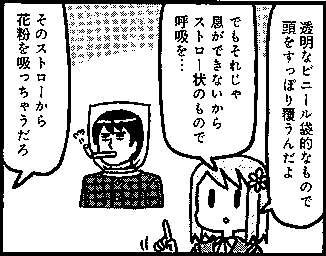 透明なビニール袋的なもので
頭をすっぽり覆うんだよ
でもそれじゃ
息ができないから
ストロー状のもので
呼吸を…
そのストローから
花粉を吸っちゃうだろ